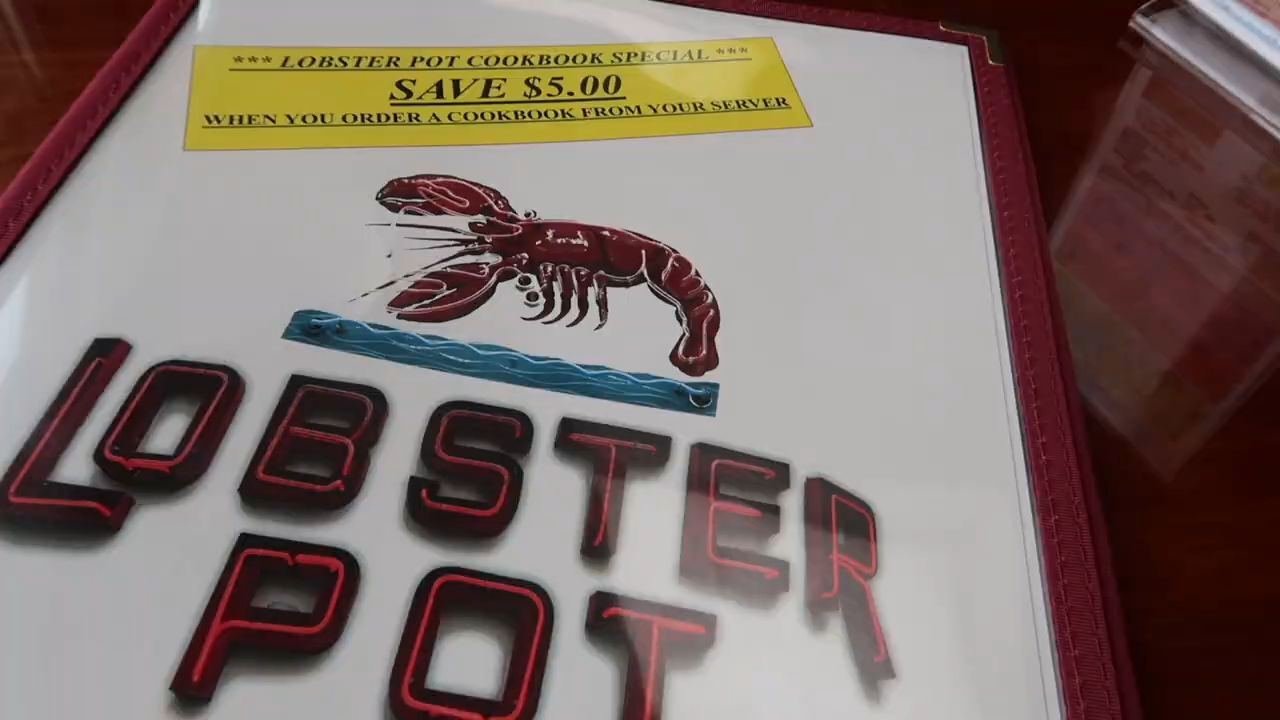 *** LOBSTER POT COOKBOOK SPECIAL ***
SAVE $5.00
WHEN YOU ORDER A COOKBOOK FROM YOUR SERVER
LOBSTER
POT